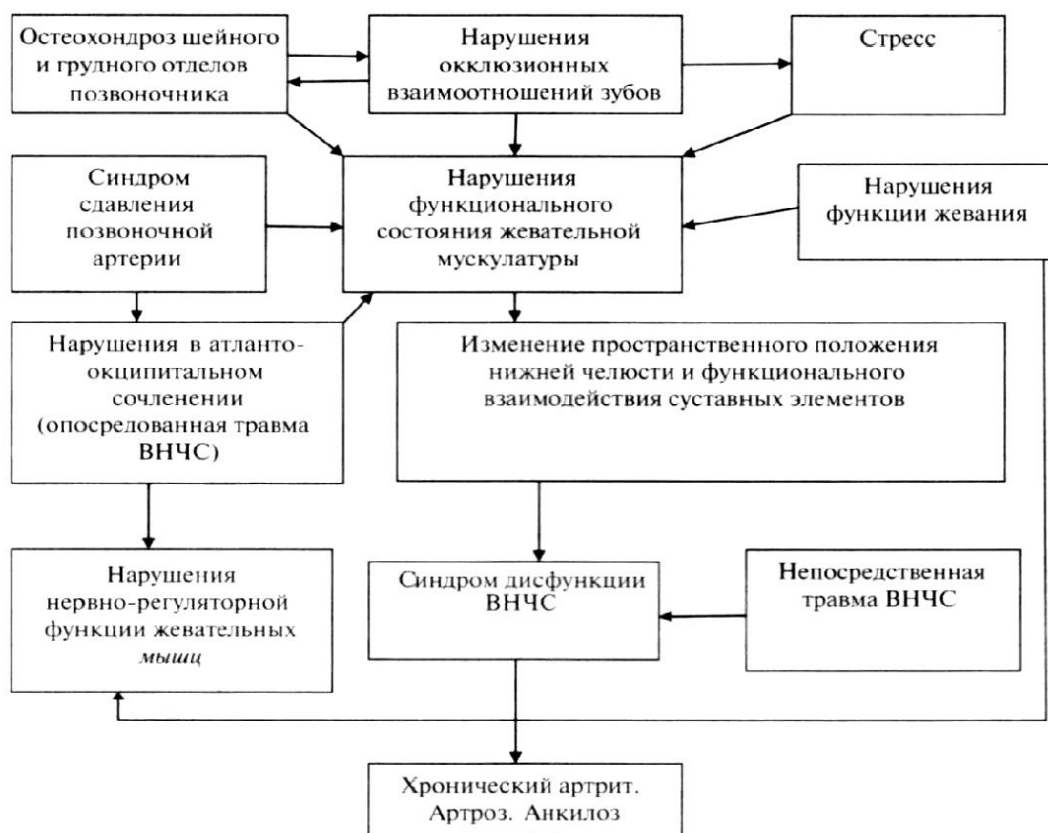 Остеохондроз шейного
и грудного отделов
позвоночника
Нарушения
окклюзионных
взаимоотношений зубов
Стресс
Синдром
сдавления
позвоночной
артерии
Нарушения
функционального
состояния жевательной
мускулатуры
Нарушения
функции жевания
Нарушения в атланто-
окципитальном
сочленении
(опосредованная травма
ВНЧС)
Изменение пространственного положения
нижней челюсти и функционального
взаимодействия суставных элементов
Нарушения
нервно-регуляторной
функции жевательных
мышц
Синдром дисфункции
ВНЧС
Непосредственная
травма ВНЧС
Хронический артрит.
Артроз. Анкилоз